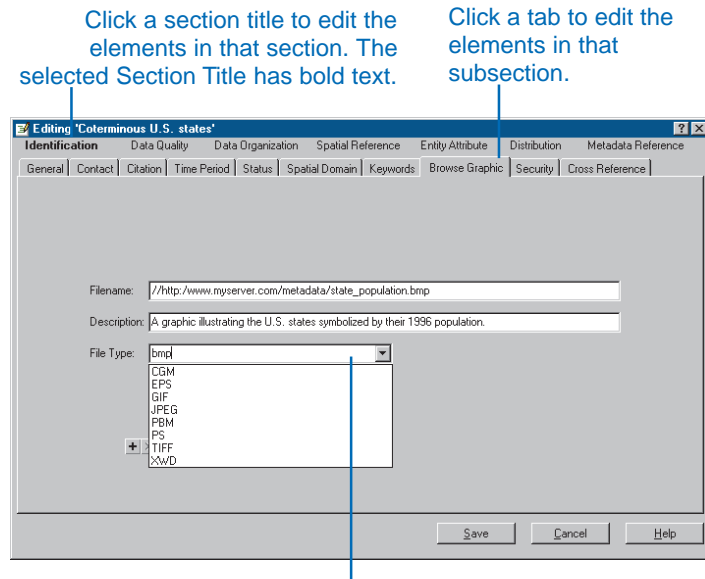 Click a section title to edit the
elements in that section. The
selected Section Title has bold text.
Click a tab to edit the
elements in that
subsection.
Editing 'Coterminous U.S. states'
Identification Data Quality Data Organization Spatial Reference Entity Attribute Distribution Metadata Reference
General Contact Citation Time Period Status Spatial Domain Keywords Browse Graphic Security Cross Reference
Filename: //http:/www.myserver.com/metadata/state_population.bmp
Description: A graphic illustrating the U.S. states symbolized by their 1996 population.
File Type: bmp
CGM
EPS
GIF
JPEG
PBM
PS
TIFF
XWD
Save Cancel Help